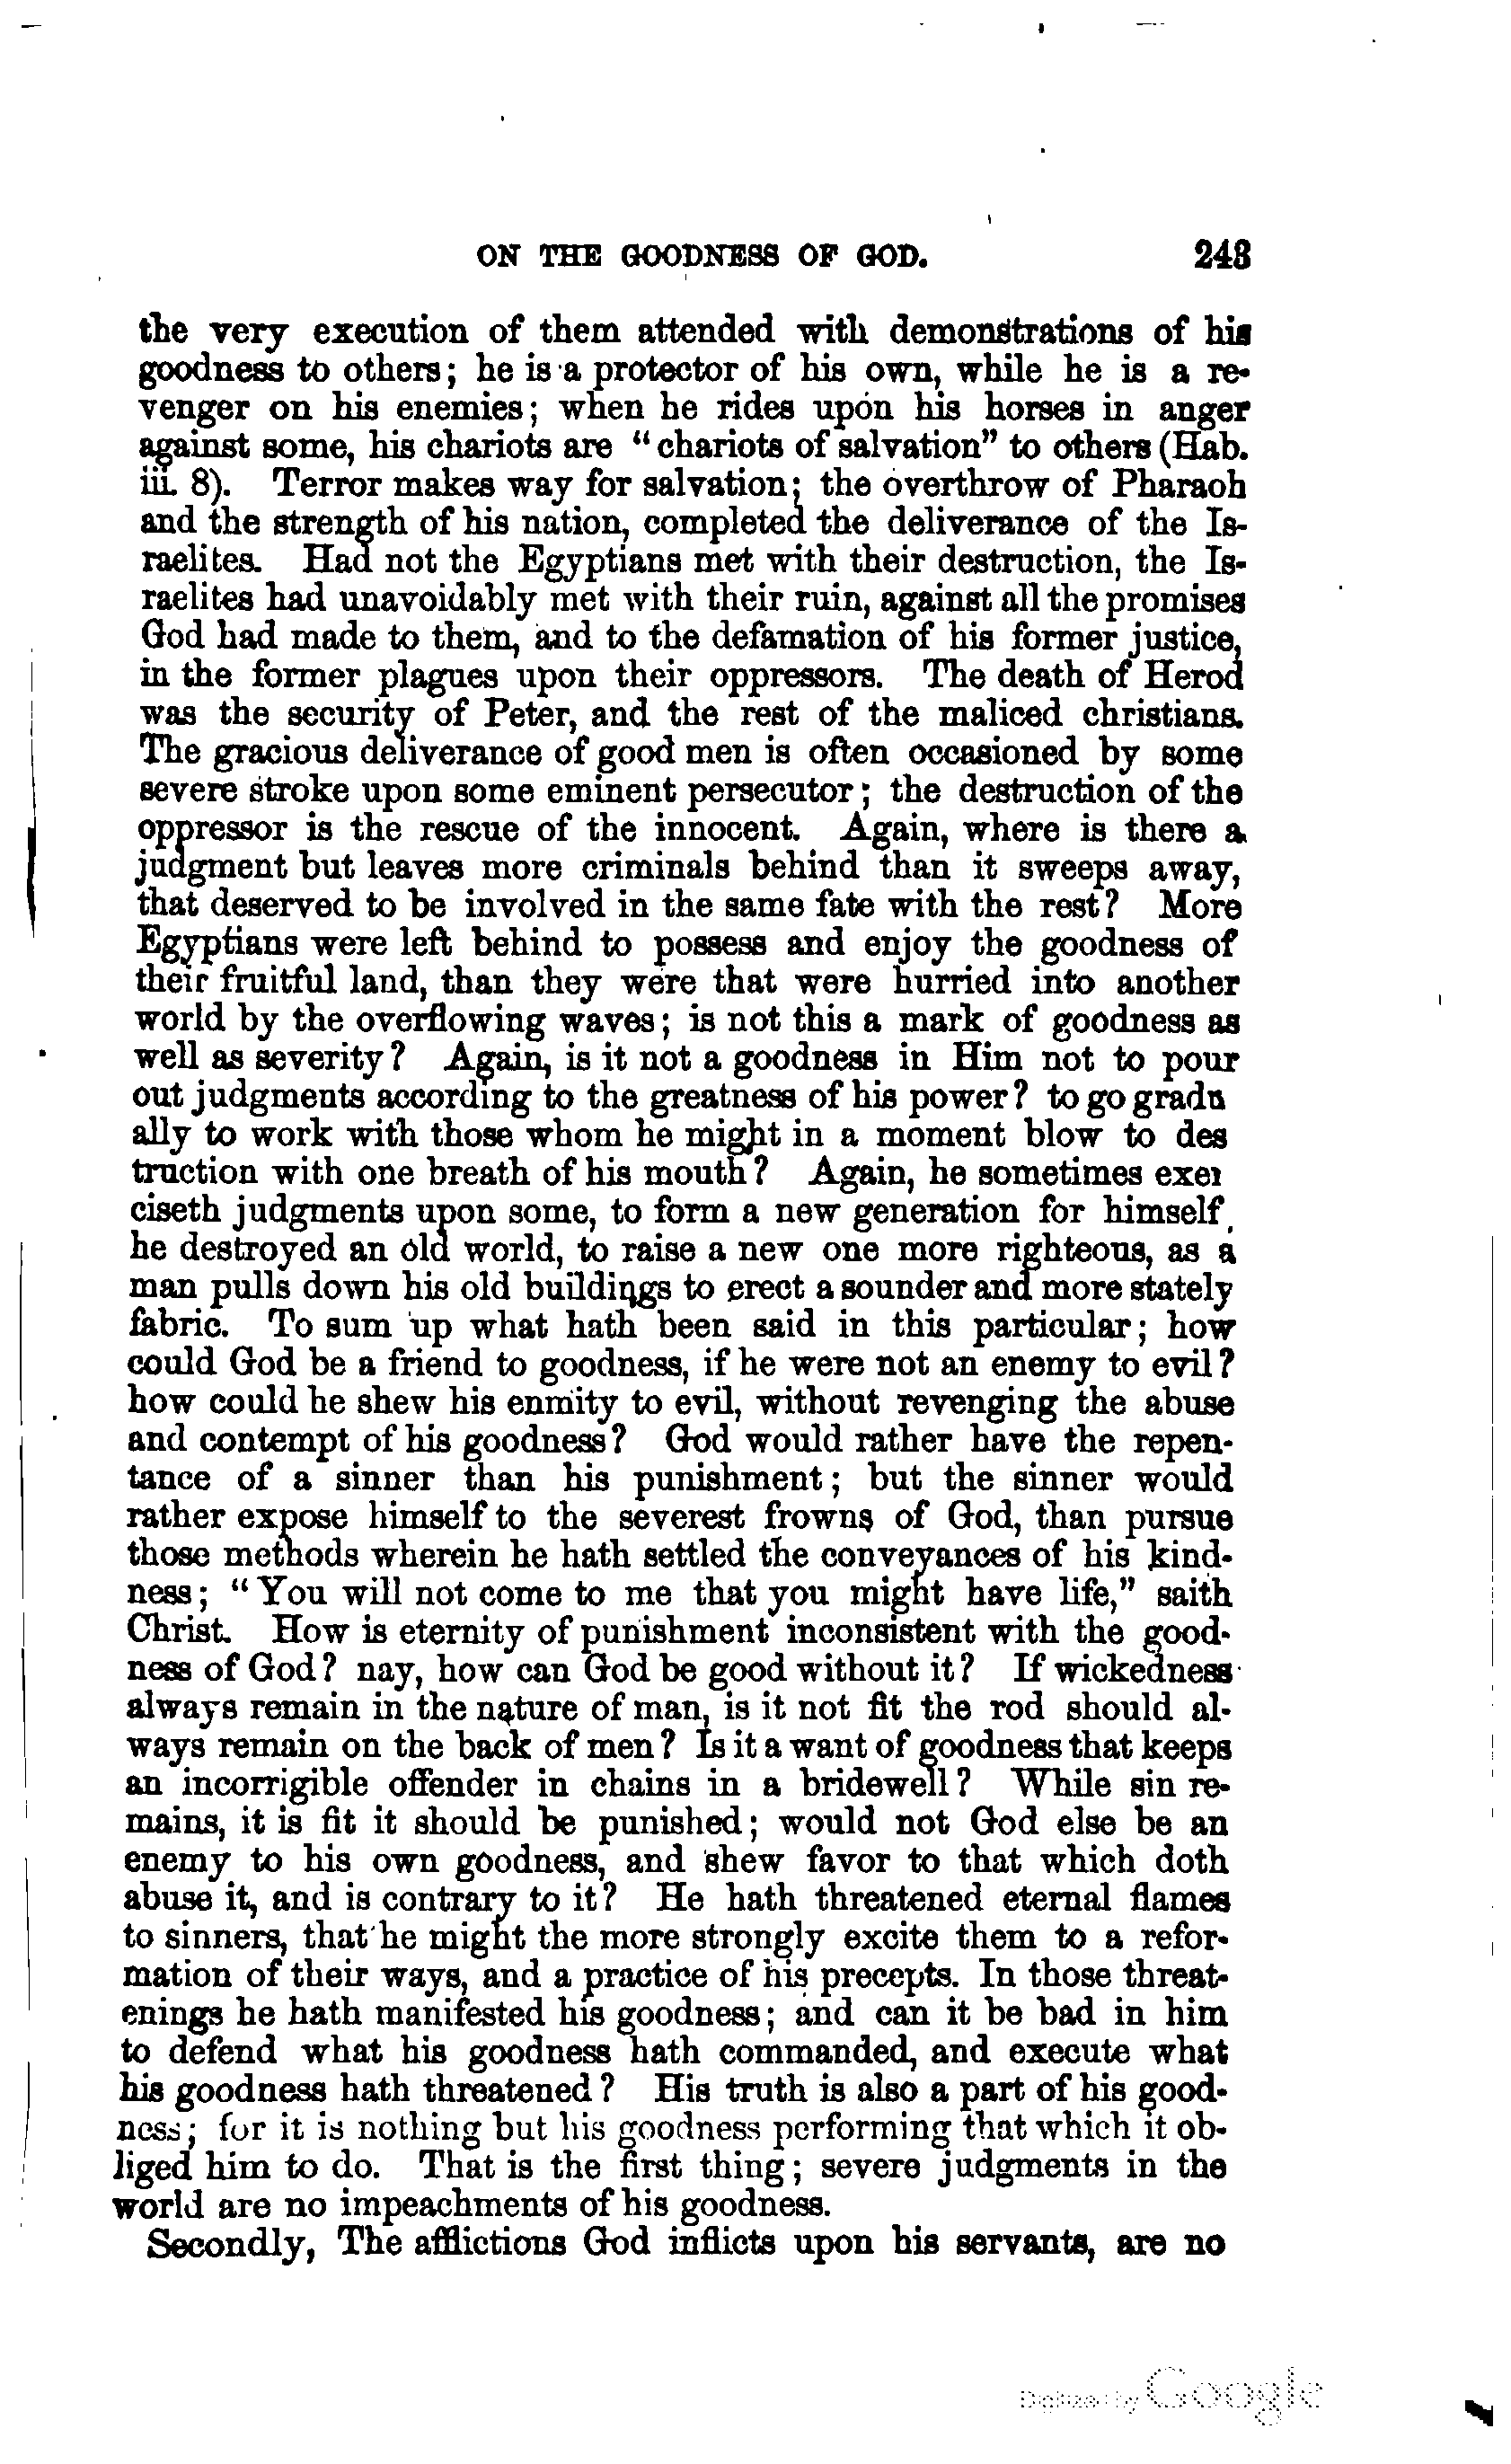 ON THE GOODNESS OF GOD. 243
the very execution of them attended with demonstrations of his
goodness to others; he is a protector of his own, while he is a re-
venger on his enemies; when he rides upon his horses in anger
against some, his chariots are "chariots of salvation" to others (Hab.
iii. 8). Terror makes way for salvation; the overthrow of Pharaoh
and the strength of his nation, completed the deliverance of the Is-
raelites. Had not the Egyptians met with their destruction, the Is-
raelites had unavoidably met with their ruin, against all the promises
God had made to them, and to the defamation of his former justice,
in the former plagues upon their oppressors. The death of Herod
was the security of Peter, and the rest of the maliced christians.
The gracious deliverance of good men is often occasioned by some
severe stroke upon some eminent persecutor; the destruction of the
oppressor is the rescue of the innocent. Again, where is there a
judgment but leaves more criminals behind than it sweeps away,
that deserved to be involved in the same fate with the rest? More
Egyptians were left behind to possess and enjoy the goodness of
their fruitful land, than they were that were hurried into another
world by the overflowing waves; is not this a mark of goodness as
well as severity? Again, is it not a goodness in Him not to pour
out judgments according to the greatness of his power? to go gradu
ally to work with those whom he might in a moment blow to des
truction with one breath of his mouth? Again, he sometimes exer
ciseth judgments upon some, to form a new generation for himself,
he destroyed an old world, to raise a new one more righteous, as a
man pulls down his old buildings to erect a sounder and more stately
fabric. To sum up what hath been said in this particular; how
could God be a friend to goodness, if he were not an enemy to evil?
how could he shew his enmity to evil, without revenging the abuse
and contempt of his goodness? God would rather have the repen-
tance of a sinner than his punishment; but the sinner would
rather expose himself to the severest frowns of God, than pursue
those methods wherein he hath settled the conveyances of his kind-
ness; "You will not come to me that you might have life," saith
Christ. How is eternity of punishment inconsistent with the good-
ness of God? nay, how can God be good without it? If wickedness
always remain in the nature of man, is it not fit the rod should al-
ways remain on the back of men? Is it a want of goodness that keeps
an incorrigible offender in chains in a bridewell? While sin re-
mains, it is fit it should be punished; would not God else be an
enemy to his own goodness, and shew favor to that which doth
abuse it, and is contrary to it? He hath threatened eternal flames
to sinners, that he might the more strongly excite them to a refor-
mation of their ways, and a practice of his precepts. In those threat-
enings he hath manifested his goodness; and can it be bad in him
to defend what his goodness hath commanded, and execute what
his goodness hath threatened? His truth is also a part of his good-
ness; for it is nothing but his goodness performing that which it ob-
liged him to do. That is the first thing; severe judgments in the
world are no impeachments of his goodness.
Secondly, The afflictions God inflicts upon his servants, are no
Digitized by Google